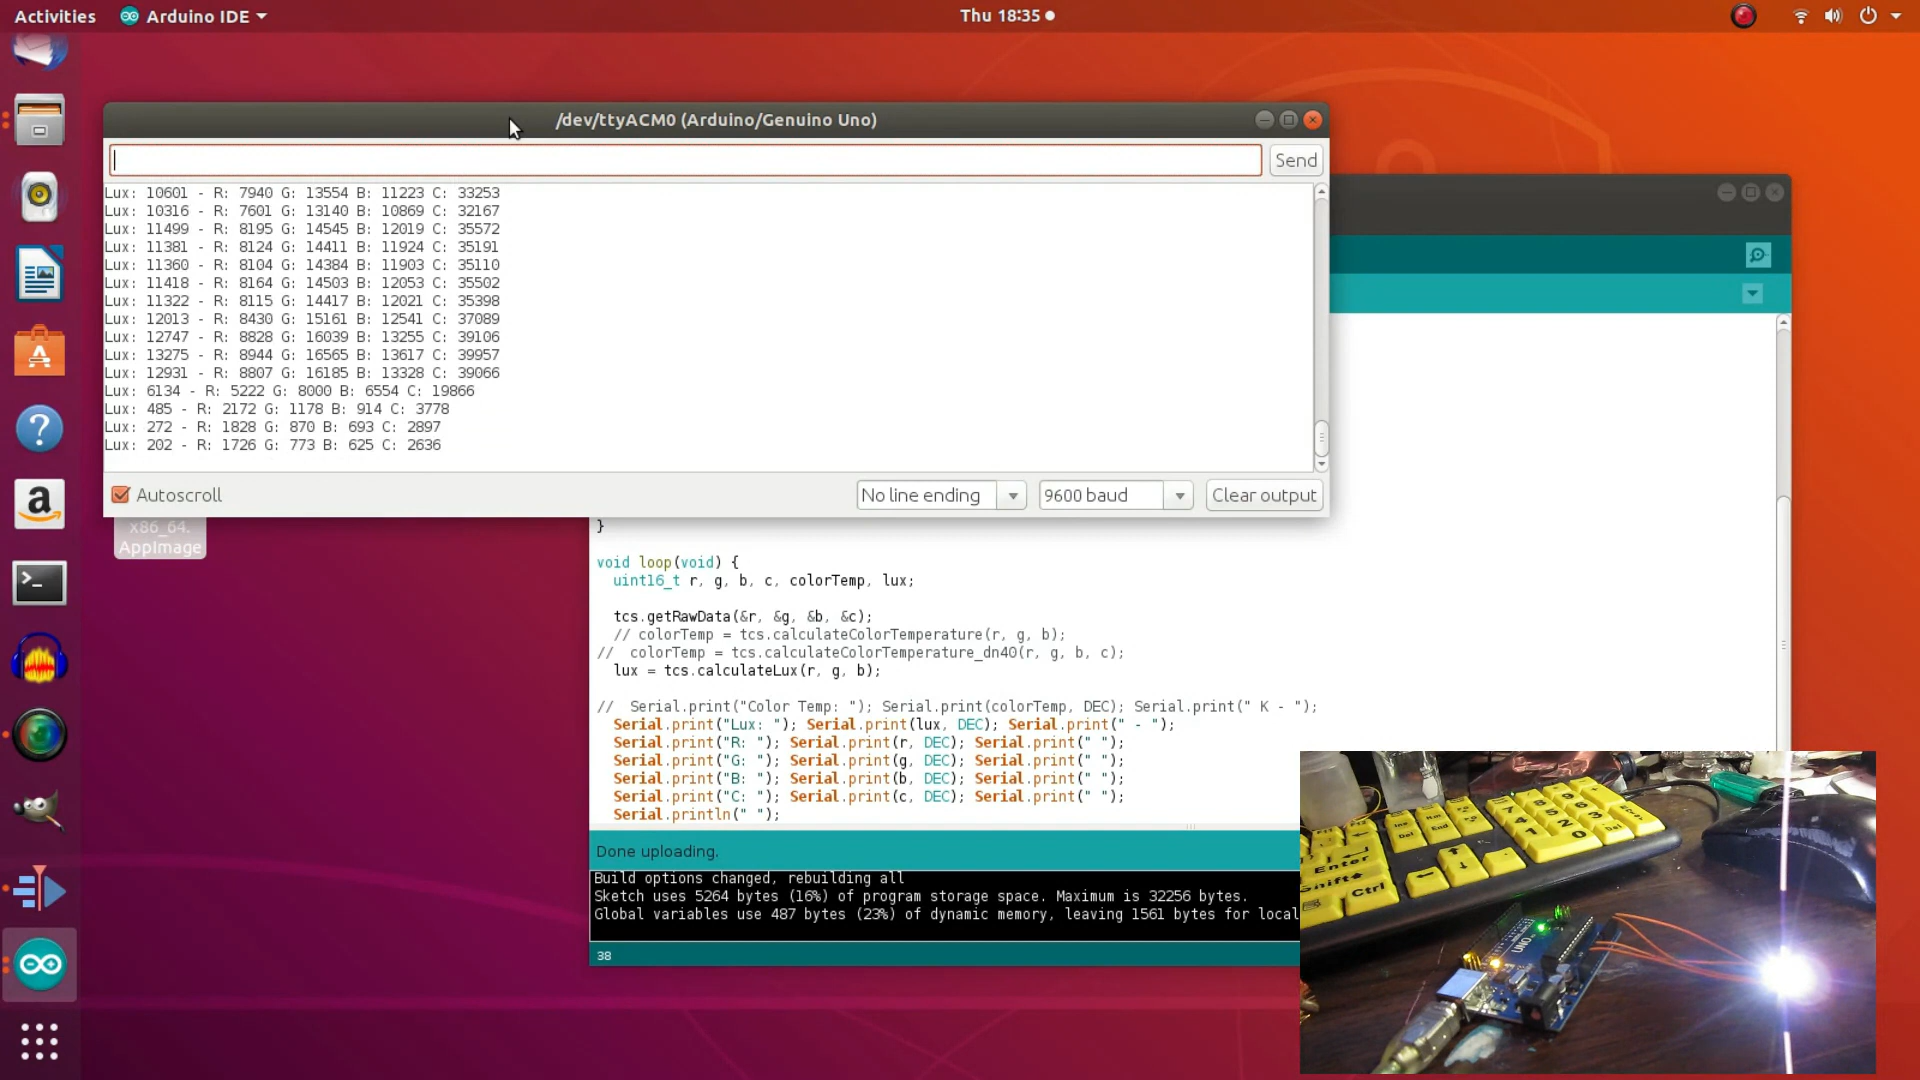 Activities Arduino IDE Thu 18:35
/dev/ttyACM0 (Arduino/Genuino Uno)
Send
Lux: 10601 - R: 7940 G: 13554 B: 11223 C: 33253
Lux: 10316 - R: 7601 G: 13140 B: 10869 C: 32167
Lux: 11499 - R: 8195 G: 14545 B: 12019 C: 35572
Lux: 11381 - R: 8124 G: 14411 B: 11924 C: 35191
Lux: 11360 - R: 8104 G: 14384 B: 11903 C: 35110
Lux: 11418 - R: 8164 G: 14503 B: 12053 C: 35502
Lux: 11322 - R: 8115 G: 14417 B: 12021 C: 35398
Lux: 12013 - R: 8430 G: 15161 B: 12541 C: 37089
Lux: 12747 - R: 8828 G: 16039 B: 13255 C: 39106
Lux: 13275 - R: 8944 G: 16565 B: 13617 C: 39957
Lux: 12931 - R: 8807 G: 16185 B: 13328 C: 39066
Lux: 6134 - R: 5222 G: 8000 B: 6554 C: 19866
Lux: 485 - R: 2172 G: 1178 B: 914 C: 3778
Lux: 272 - R: 1828 G: 870 B: 693 C: 2897
Lux: 202 - R: 1726 G: 773 B: 625 C: 2636
Autoscroll No line ending 9600 baud Clear output
x86_64.
AppImage
}
void loop(void) {
uint16_t r, g, b, c, colorTemp, lux;
tcs.getRawData(&r, &g, &b, &c);
// colorTemp = tcs.calculateColorTemperature(r, g, b);
// colorTemp = tcs.calculateColorTemperature_dn40(r, g, b, c);
lux = tcs.calculateLux(r, g, b);
// Serial.print("Color Temp: "); Serial.print(colorTemp, DEC); Serial.print(" K - ");
Serial.print("Lux: "); Serial.print(lux, DEC); Serial.print(" - ");
Serial.print("R: "); Serial.print(r, DEC); Serial.print(" ");
Serial.print("G: "); Serial.print(g, DEC); Serial.print(" ");
Serial.print("B: "); Serial.print(b, DEC); Serial.print(" ");
Serial.print("C: "); Serial.print(c, DEC); Serial.print(" ");
Serial.println(" ");
Done uploading.
Build options changed, rebuilding all
Sketch uses 5264 bytes (16%) of program storage space. Maximum is 32256 bytes.
Global variables use 487 bytes (23%) of dynamic memory, leaving 1561 bytes for local
38
Enter
Shift
Ctrl
Del
End
UNO